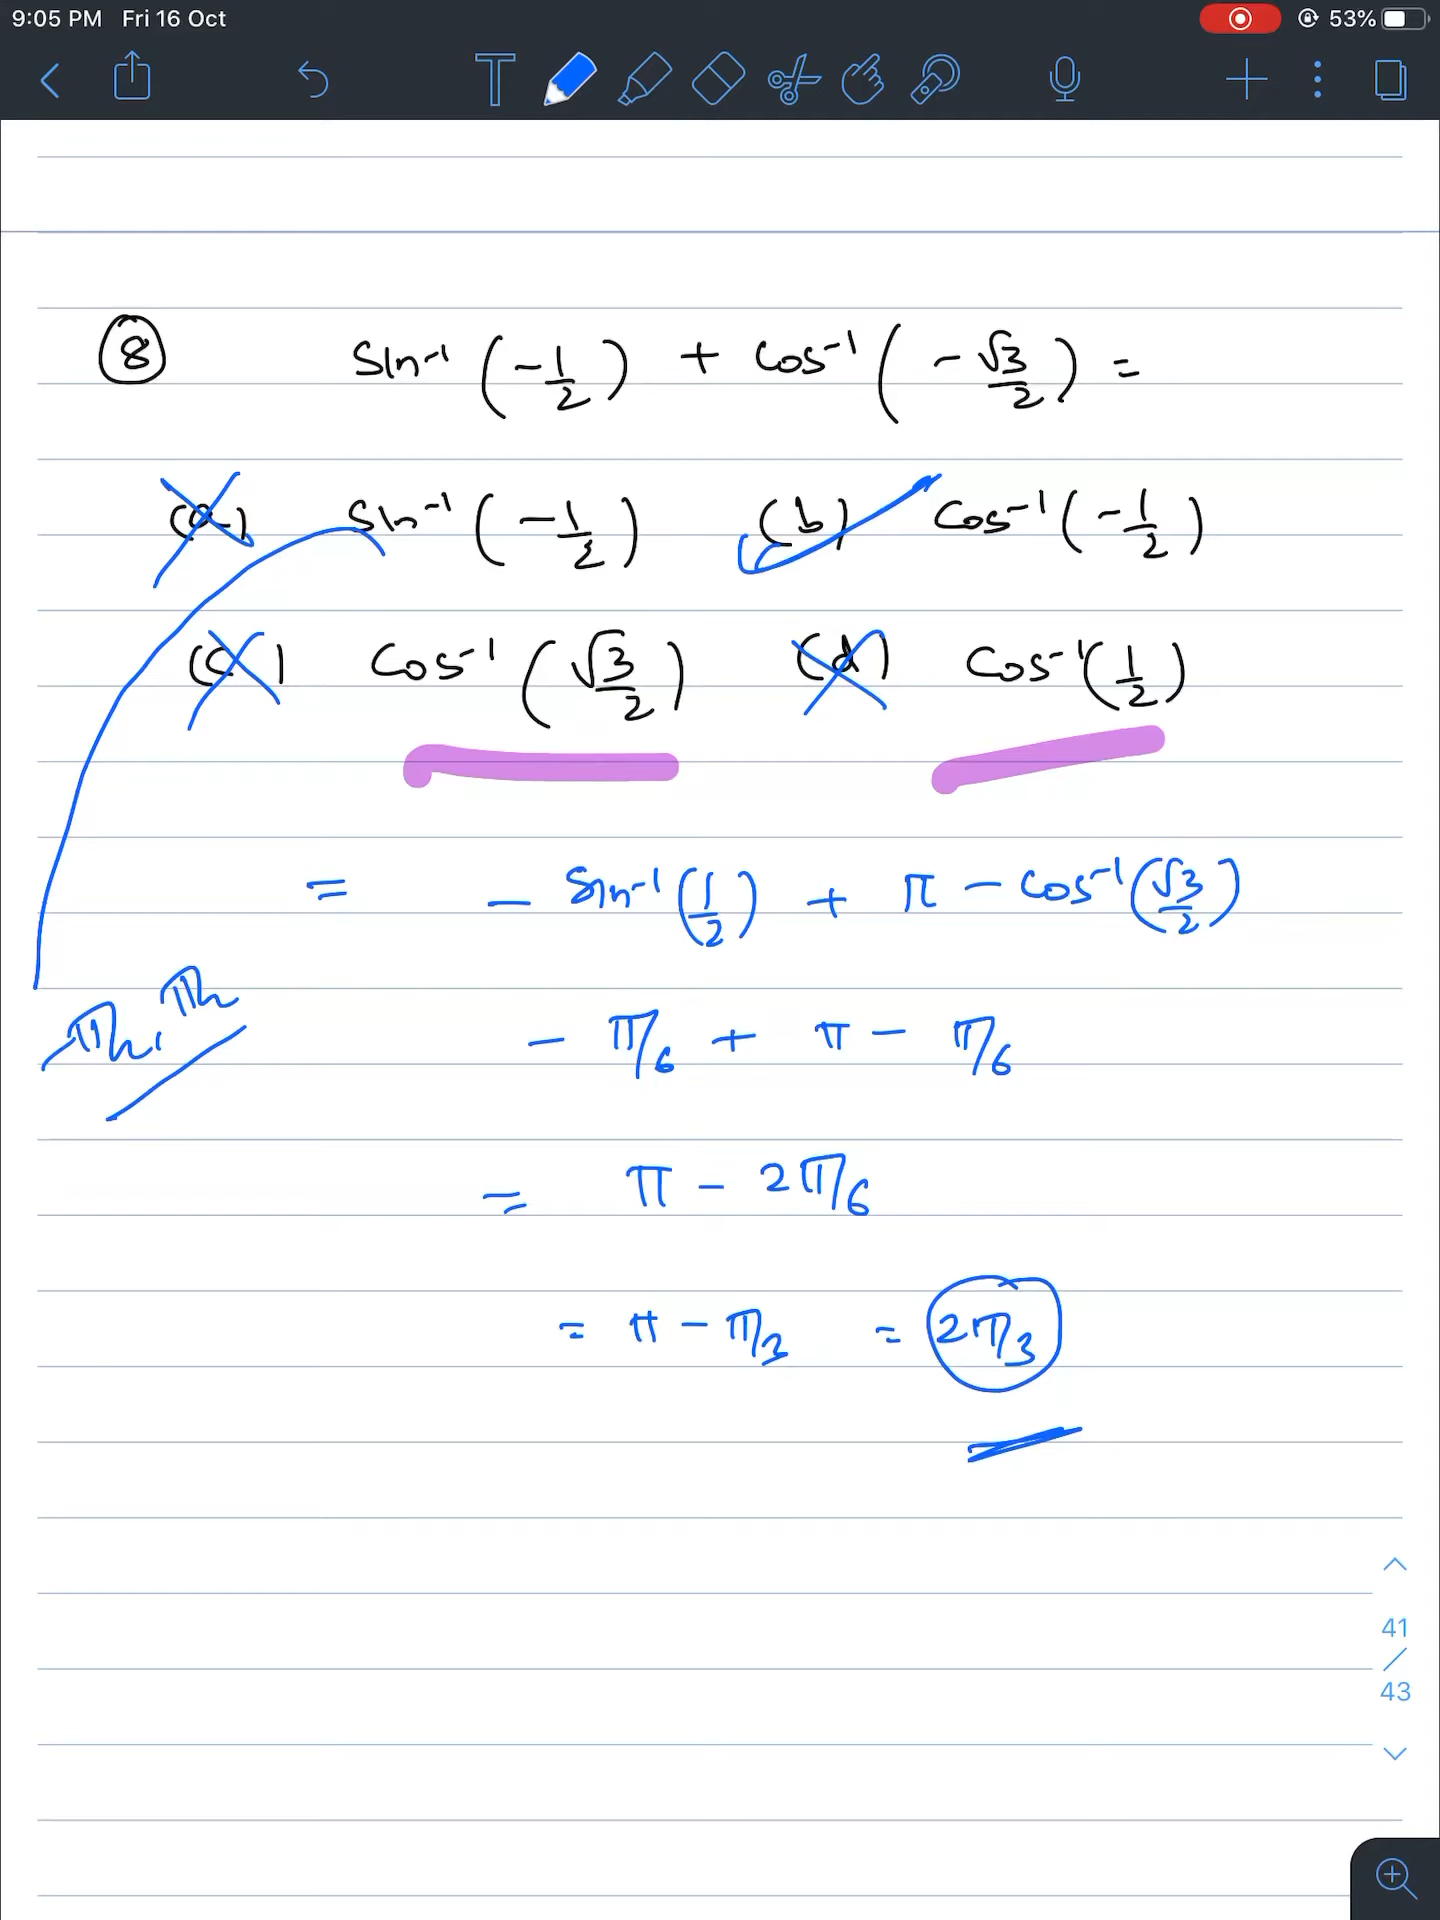 9:05 PM Fri 16 Oct 53%
T
8 Sin⁻¹(-1/2) + Cos⁻¹(-√3/2) =
(a) Sin⁻¹(-1/2) (b) Cos⁻¹(-1/2)
(c) Cos⁻¹(√3/2) (d) Cos⁻¹(1/2)
= - Sin⁻¹(1/2) + π - Cos⁻¹(√3/2)
-π/2, π/2
- π/6 + π - π/6
= π - 2π/6
= π - π/3 = 2π/3
41
/
43